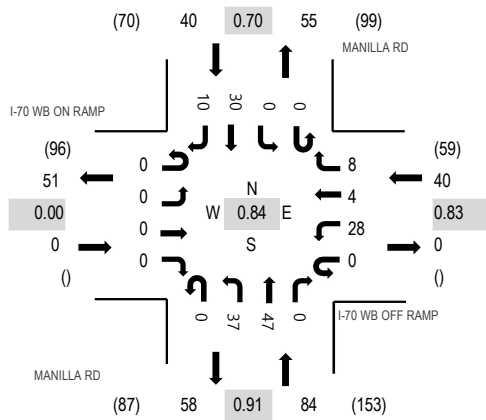 (70) 40 0.70 55 (99)
MANILLA RD
10 30 0 0
I-70 WB ON RAMP
(96) 0 8 (59)
51 0 N 4 40
0.00 W 0.84 E 0.83
0 0 S 28 0
() 0 0 ()
0 37 47 0
I-70 WB OFF RAMP
MANILLA RD
(87) 58 0.91 84 (153)